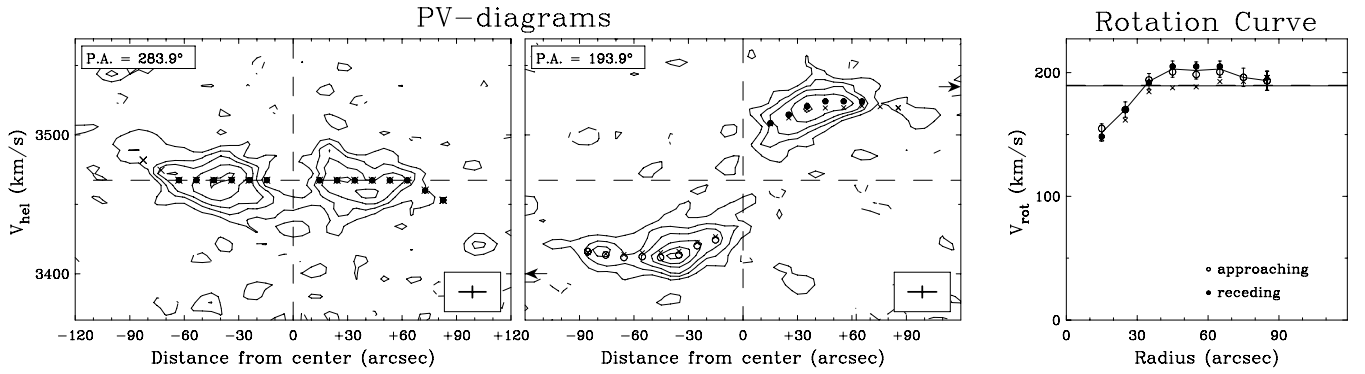 PV-diagrams
Rotation Curve
P.A. = 283.9°
P.A. = 193.9°
V_hel (km/s)
3500
3400
-120 -90 -60 -30 0 +30 +60 +90 120
-90 -60 -30 0 +30 +60 +90
Distance from center (arcsec)
Distance from center (arcsec)
V_rot (km/s)
200
100
0
approaching
receding
0 30 60 90
Radius (arcsec)